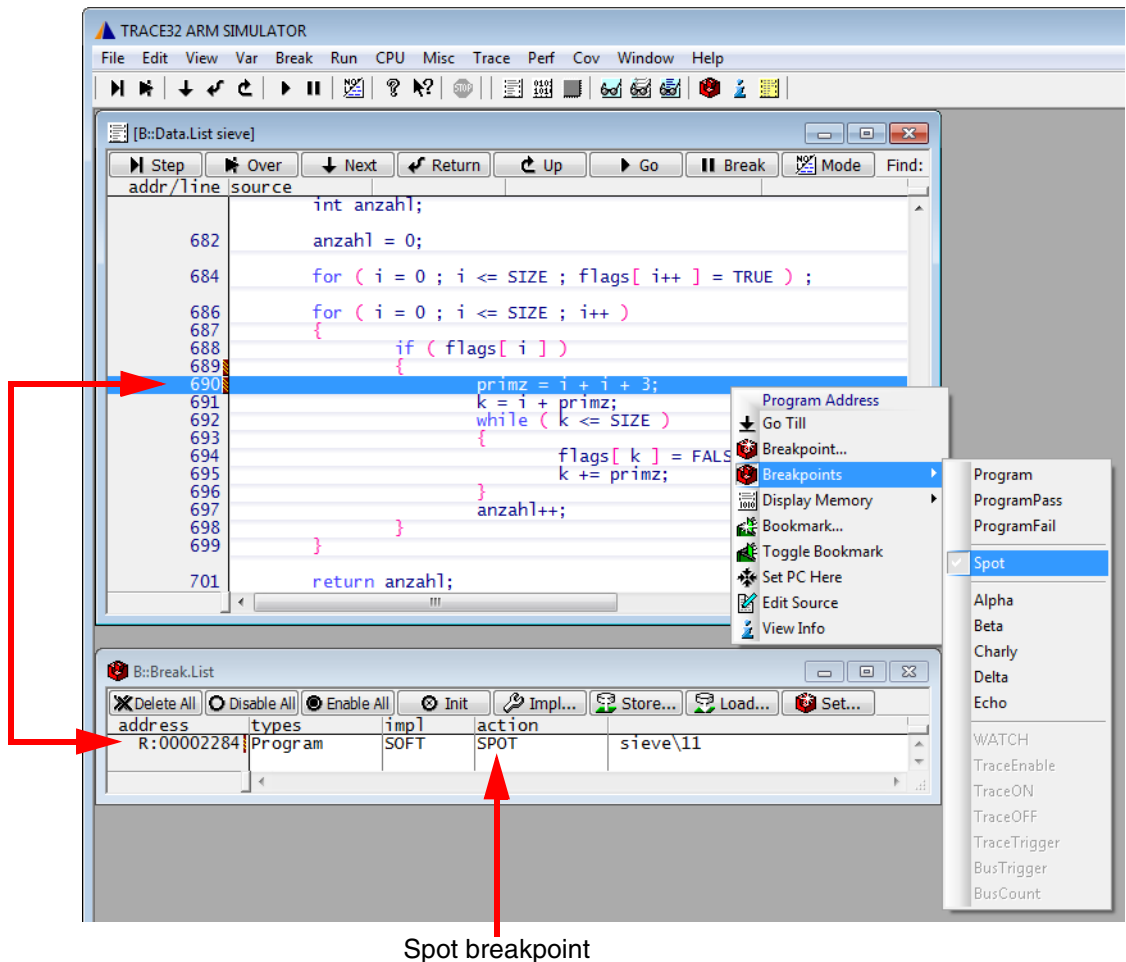 TRACE32 ARM SIMULATOR
File Edit View Var Break Run CPU Misc Trace Perf Cov Window Help
[B::Data.List sieve]
Step Over Next Return Up Go Break Mode Find:
addr/line source
int anzahl;
682 anzahl = 0;
684 for ( i = 0 ; i <= SIZE ; flags[ i++ ] = TRUE ) ;
686 for ( i = 0 ; i <= SIZE ; i++ )
687 {
688 if ( flags[ i ] )
689 {
690 primz = i + i + 3;
691 k = i + primz;
692 while ( k <= SIZE )
693 {
694 flags[ k ] = FALS
695 k += primz;
696 }
697 anzahl++;
698 }
699 }
701 return anzahl;
Program Address
Go Till
Breakpoint...
Breakpoints
Display Memory
Bookmark...
Toggle Bookmark
Set PC Here
Edit Source
View Info
Program
ProgramPass
ProgramFail
Spot
Alpha
Beta
Charly
Delta
Echo
WATCH
TraceEnable
TraceON
TraceOFF
TraceTrigger
BusTrigger
BusCount
B::Break.List
Delete All Disable All Enable All Init Impl... Store... Load... Set...
address types impl action
R:00002284 Program SOFT SPOT sieve\11
Spot breakpoint